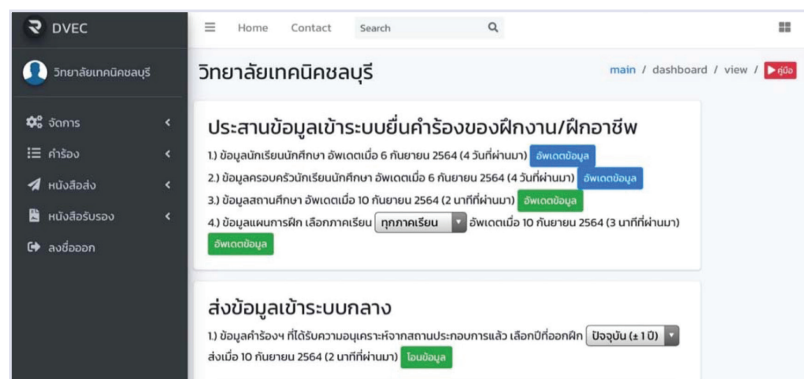 DVEC
Home Contact Search
วิทยาลัยเทคนิคชลบุรี
วิทยาลัยเทคนิคชลบุรี
main / dashboard / view / คู่มือ
จัดการ
คำร้อง
หนังสือส่ง
หนังสือรับรอง
ลงชื่อออก
ประสานข้อมูลเข้าระบบยื่นคำร้องของฝึกงาน/ฝึกอาชีพ
1.) ข้อมูลนักเรียนนักศึกษา อัพเดตเมื่อ 6 กันยายน 2564 (4 วันที่ผ่านมา) อัพเดตข้อมูล
2.) ข้อมูลครอบครัวนักเรียนนักศึกษา อัพเดตเมื่อ 6 กันยายน 2564 (4 วันที่ผ่านมา) อัพเดตข้อมูล
3.) ข้อมูลสถานศึกษา อัพเดตเมื่อ 10 กันยายน 2564 (2 นาทีที่ผ่านมา) อัพเดตข้อมูล
4.) ข้อมูลแผนการฝึก เลือกภาคเรียน ทุกภาคเรียน อัพเดตเมื่อ 10 กันยายน 2564 (3 นาทีที่ผ่านมา)
อัพเดตข้อมูล
ส่งข้อมูลเข้าระบบกลาง
1.) ข้อมูลคำร้องฯ ที่ได้รับความอนุเคราะห์จากสถานประกอบการแล้ว เลือกปีที่ออกฝึก ปัจจุบัน (± 1 ปี)
ส่งเมื่อ 10 กันยายน 2564 (2 นาทีที่ผ่านมา) โอนข้อมูล